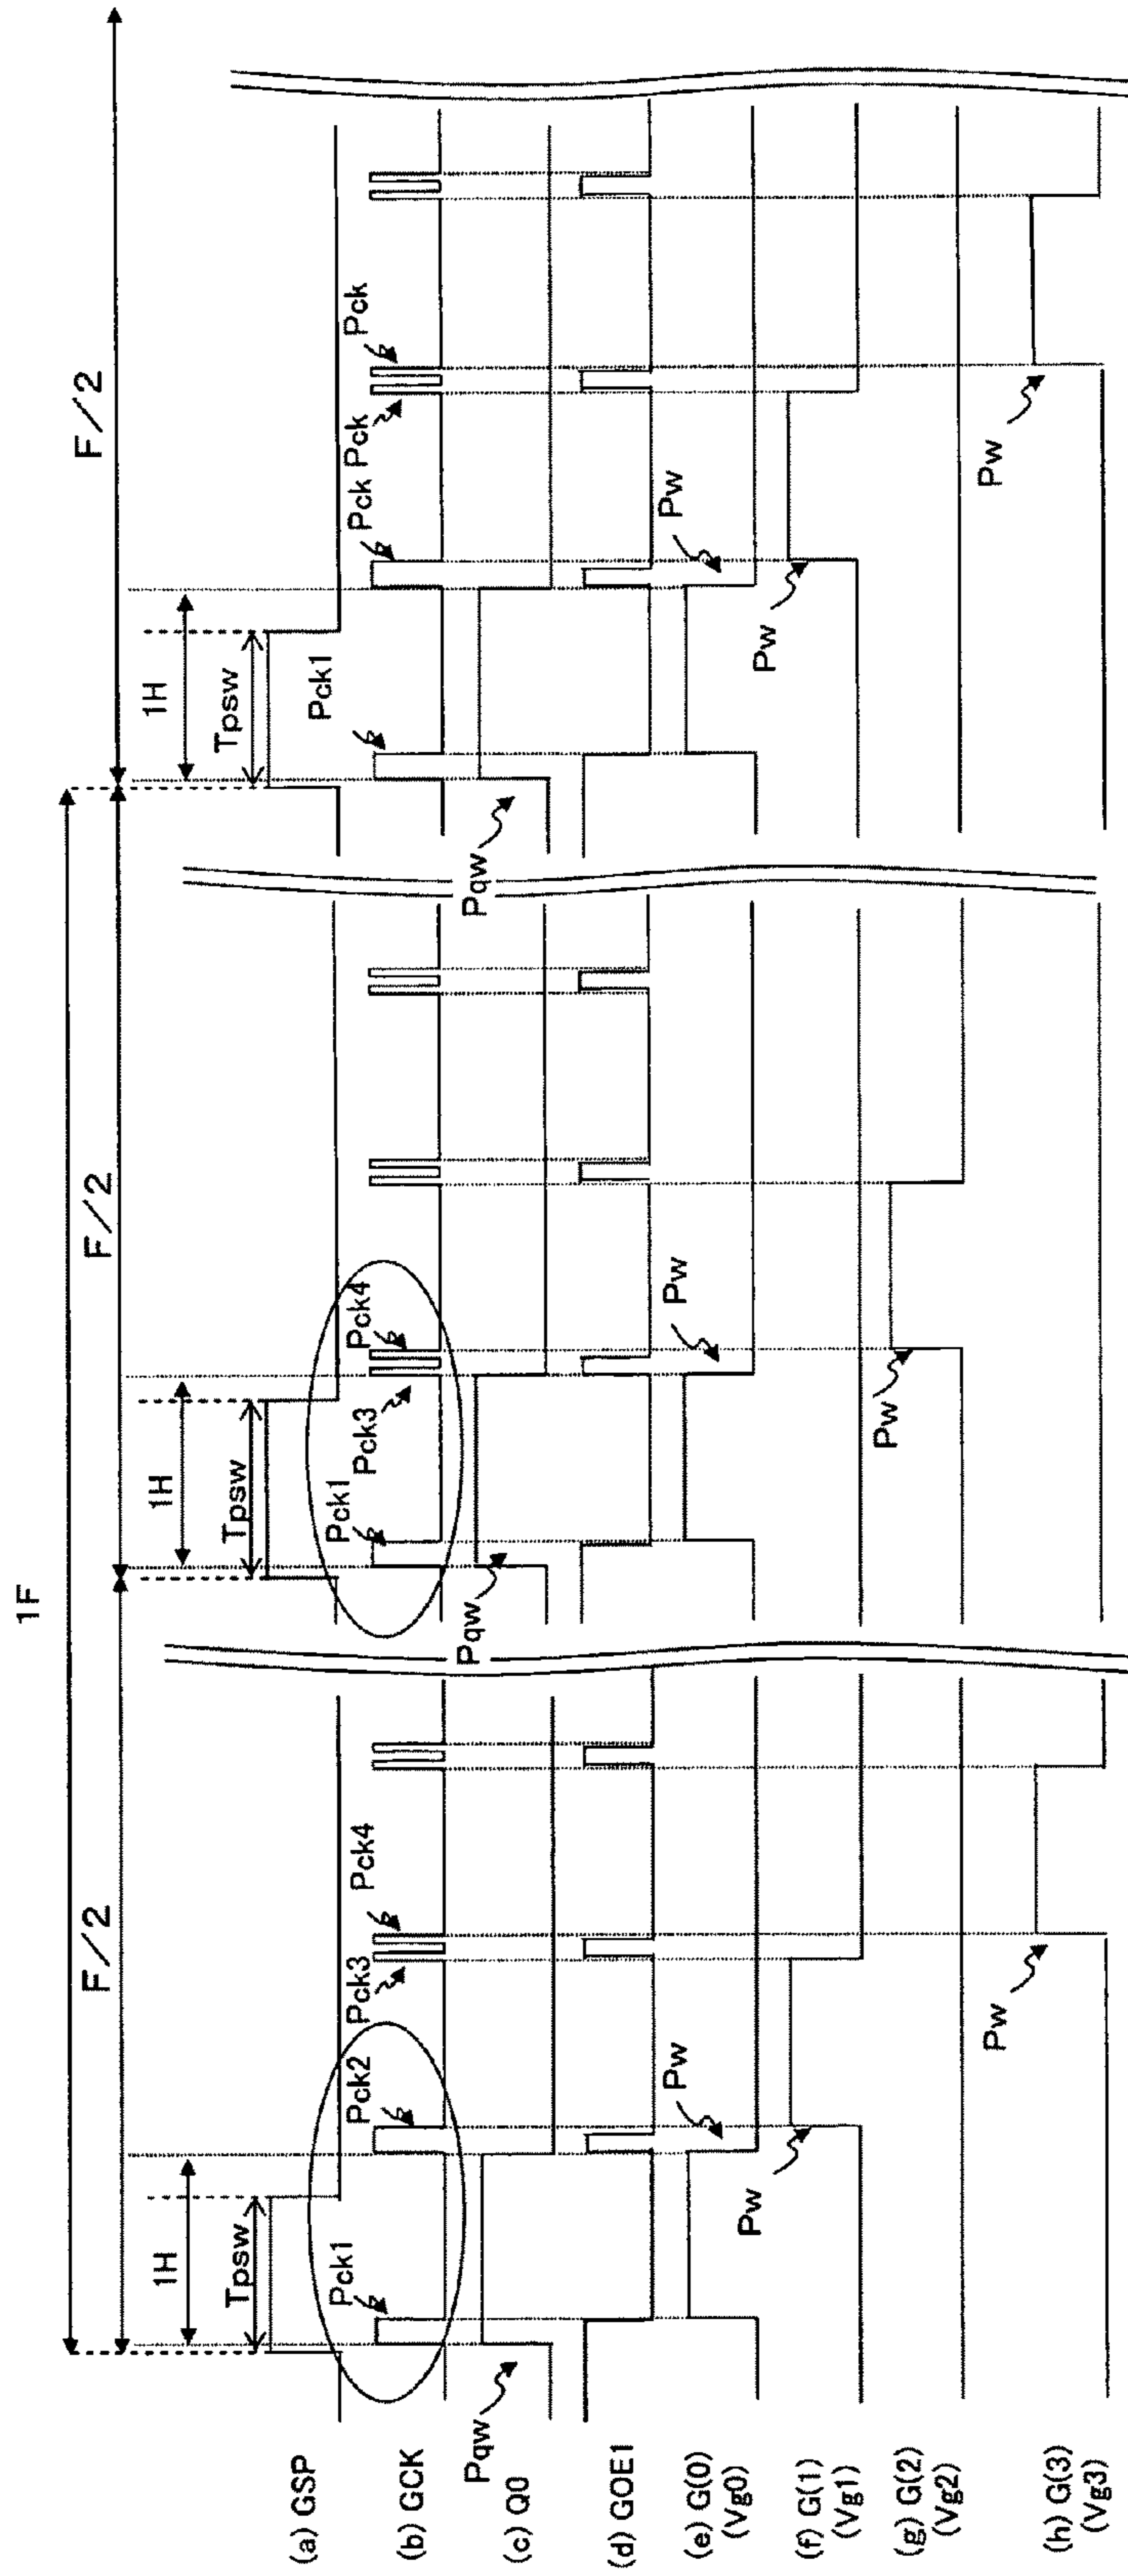 1F
F/2
F/2
F/2
1H
1H
1H
Tpsw
Tpsw
Tpsw
(a) GSP
Pck1
Pck2
Pck3
Pck4
Pck1
Pck3
Pck4
Pck1
Pck
Pck
Pck
(b) GCK
Pqw
Pqw
Pqw
(c) Q0
(d) GOE1
Pw
Pw
Pw
(e) G(0)
(Vg0)
Pw
Pw
(f) G(1)
(Vg1)
Pw
(g) G(2)
(Vg2)
Pw
Pw
(h) G(3)
(Vg3)